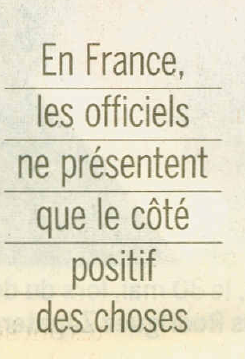 En France,
les officiels
ne présentent
que le côté
positif
des choses